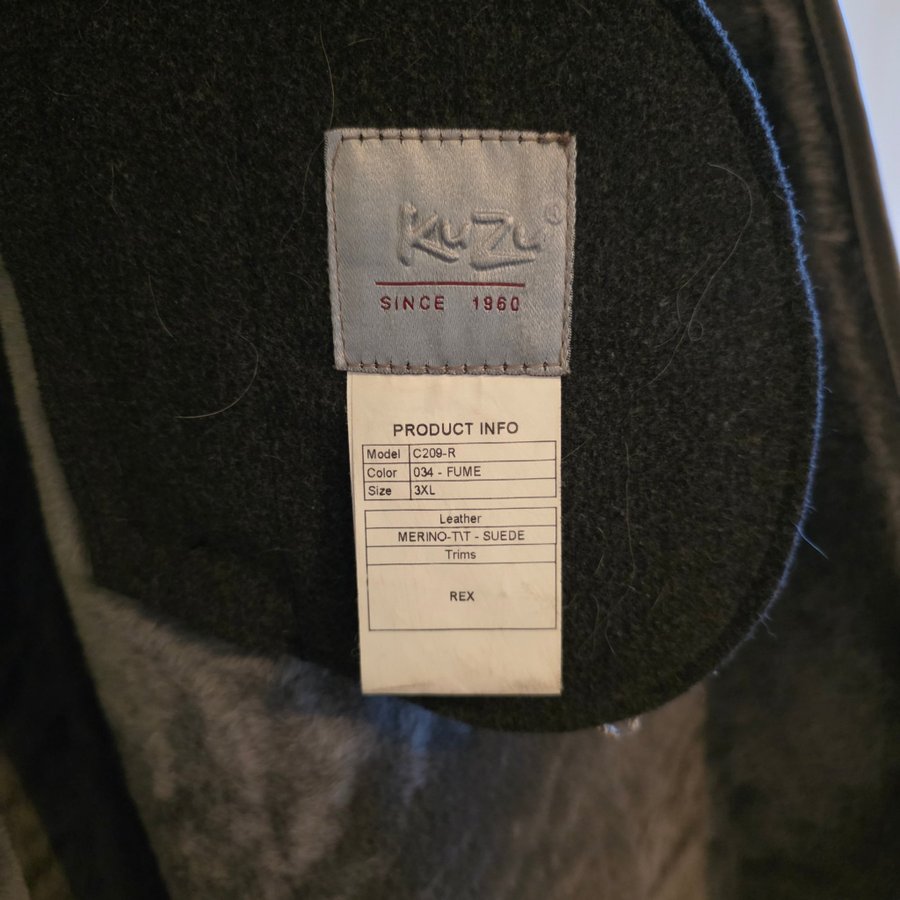 KuZu®
SINCE 1960
PRODUCT INFO
Model C209-R
Color 034 - FUME
Size 3XL
Leather
MERINO-T\T - SUEDE
Trims
REX